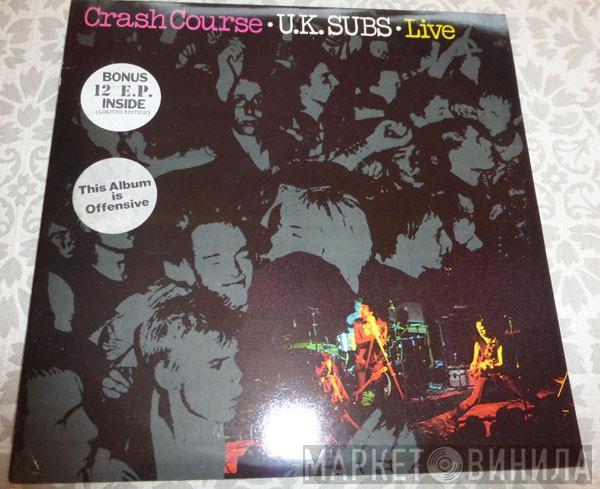 Crash Course · U.K. SUBS · Live
BONUS
12" E.P.
INSIDE
(LIMITED EDITION)
This Album
is
Offensive
МАРКЕТ ВИНИЛА